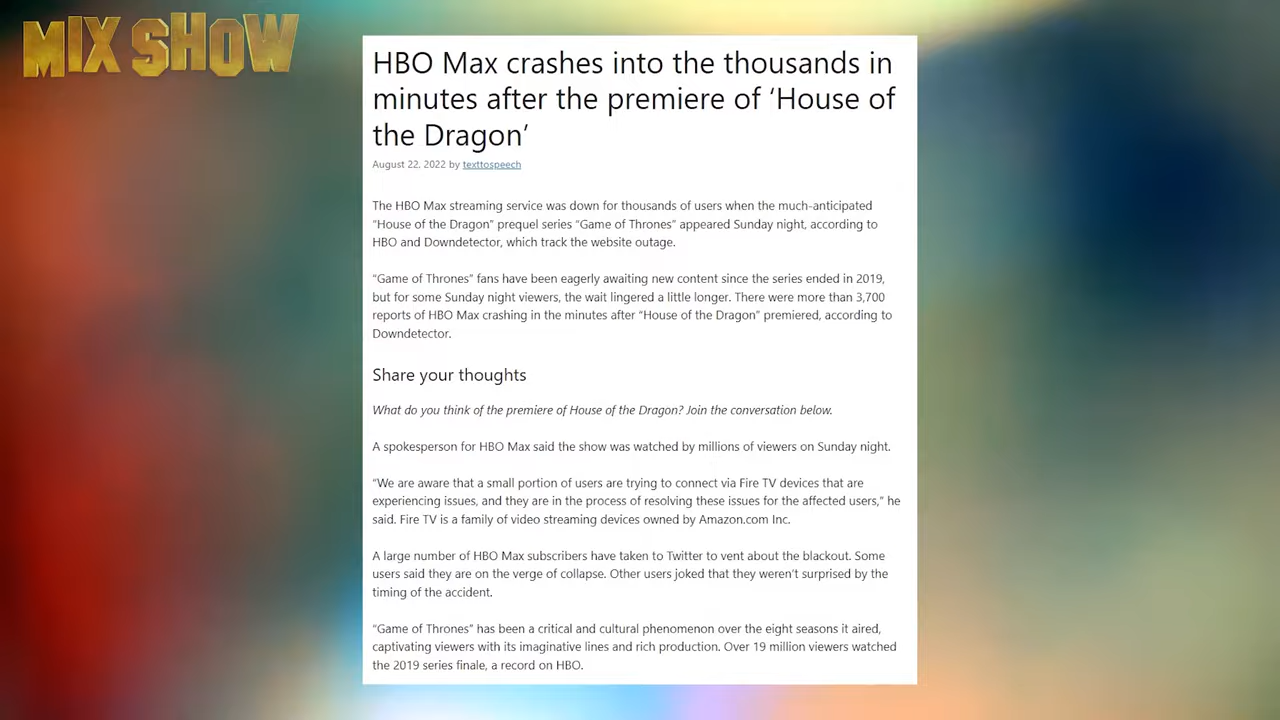 MIX SHOW
HBO Max crashes into the thousands in
minutes after the premiere of ‘House of
the Dragon’
August 22, 2022 by texttospeech
The HBO Max streaming service was down for thousands of users when the much-anticipated
“House of the Dragon” prequel series “Game of Thrones” appeared Sunday night, according to
HBO and Downdetector, which track the website outage.
“Game of Thrones” fans have been eagerly awaiting new content since the series ended in 2019,
but for some Sunday night viewers, the wait lingered a little longer. There were more than 3,700
reports of HBO Max crashing in the minutes after “House of the Dragon” premiered, according to
Downdetector.
Share your thoughts
What do you think of the premiere of House of the Dragon? Join the conversation below.
A spokesperson for HBO Max said the show was watched by millions of viewers on Sunday night.
“We are aware that a small portion of users are trying to connect via Fire TV devices that are
experiencing issues, and they are in the process of resolving these issues for the affected users,” he
said. Fire TV is a family of video streaming devices owned by Amazon.com Inc.
A large number of HBO Max subscribers have taken to Twitter to vent about the blackout. Some
users said they are on the verge of collapse. Other users joked that they weren’t surprised by the
timing of the accident.
“Game of Thrones” has been a critical and cultural phenomenon over the eight seasons it aired,
captivating viewers with its imaginative lines and rich production. Over 19 million viewers watched
the 2019 series finale, a record on HBO.